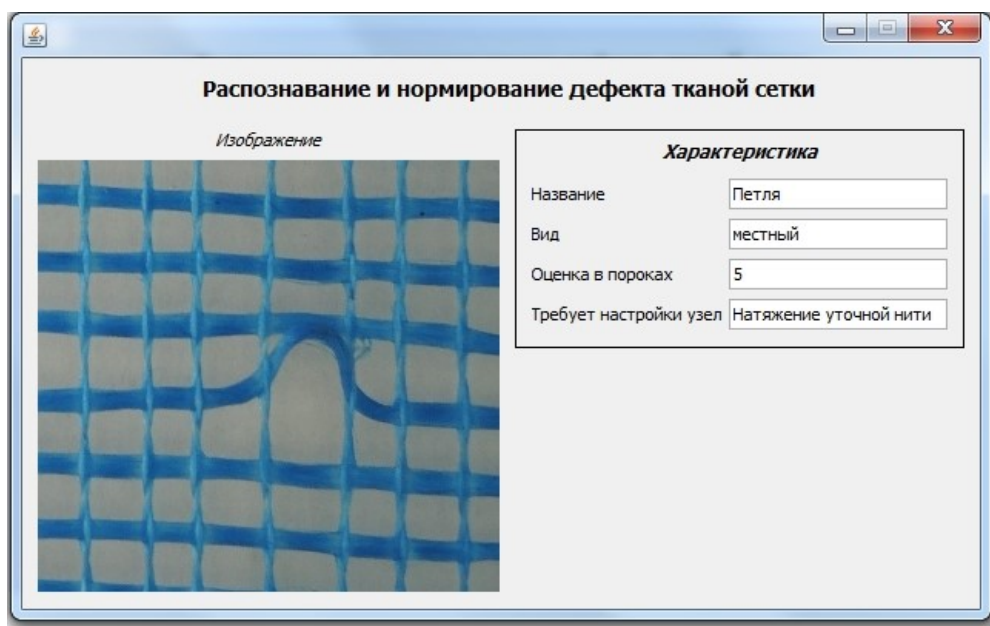 Распознавание и нормирование дефекта тканой сетки
Изображение
Характеристика
Название Петля
Вид местный
Оценка в пороках 5
Требует настройки узел Натяжение уточной нити